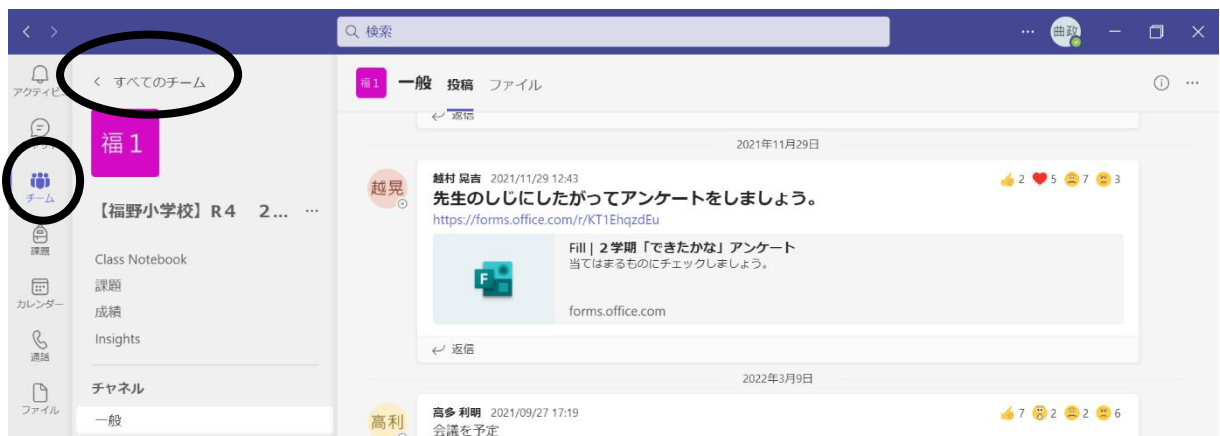 検索
曲政
アクティビ...
チーム
課題
カレンダー
通話
ファイル
すべてのチーム
福1
【福野小学校】R4 2... 
Class Notebook
課題
成績
Insights
チャネル
一般
福1 一般 投稿 ファイル
返信
2021年11月29日
越晃
越村 晃吉 2021/11/29 12:43
2 5 7 3
先生のしじにしたがってアンケートをしましょう。
https://forms.office.com/r/KT1EhqzdEu
Fill | 2学期「できたかな」アンケート
当てはまるものにチェックしましょう。
forms.office.com
返信
2022年3月9日
高利
高多 利明 2021/09/27 17:19
7 2 2 6
会議を予定